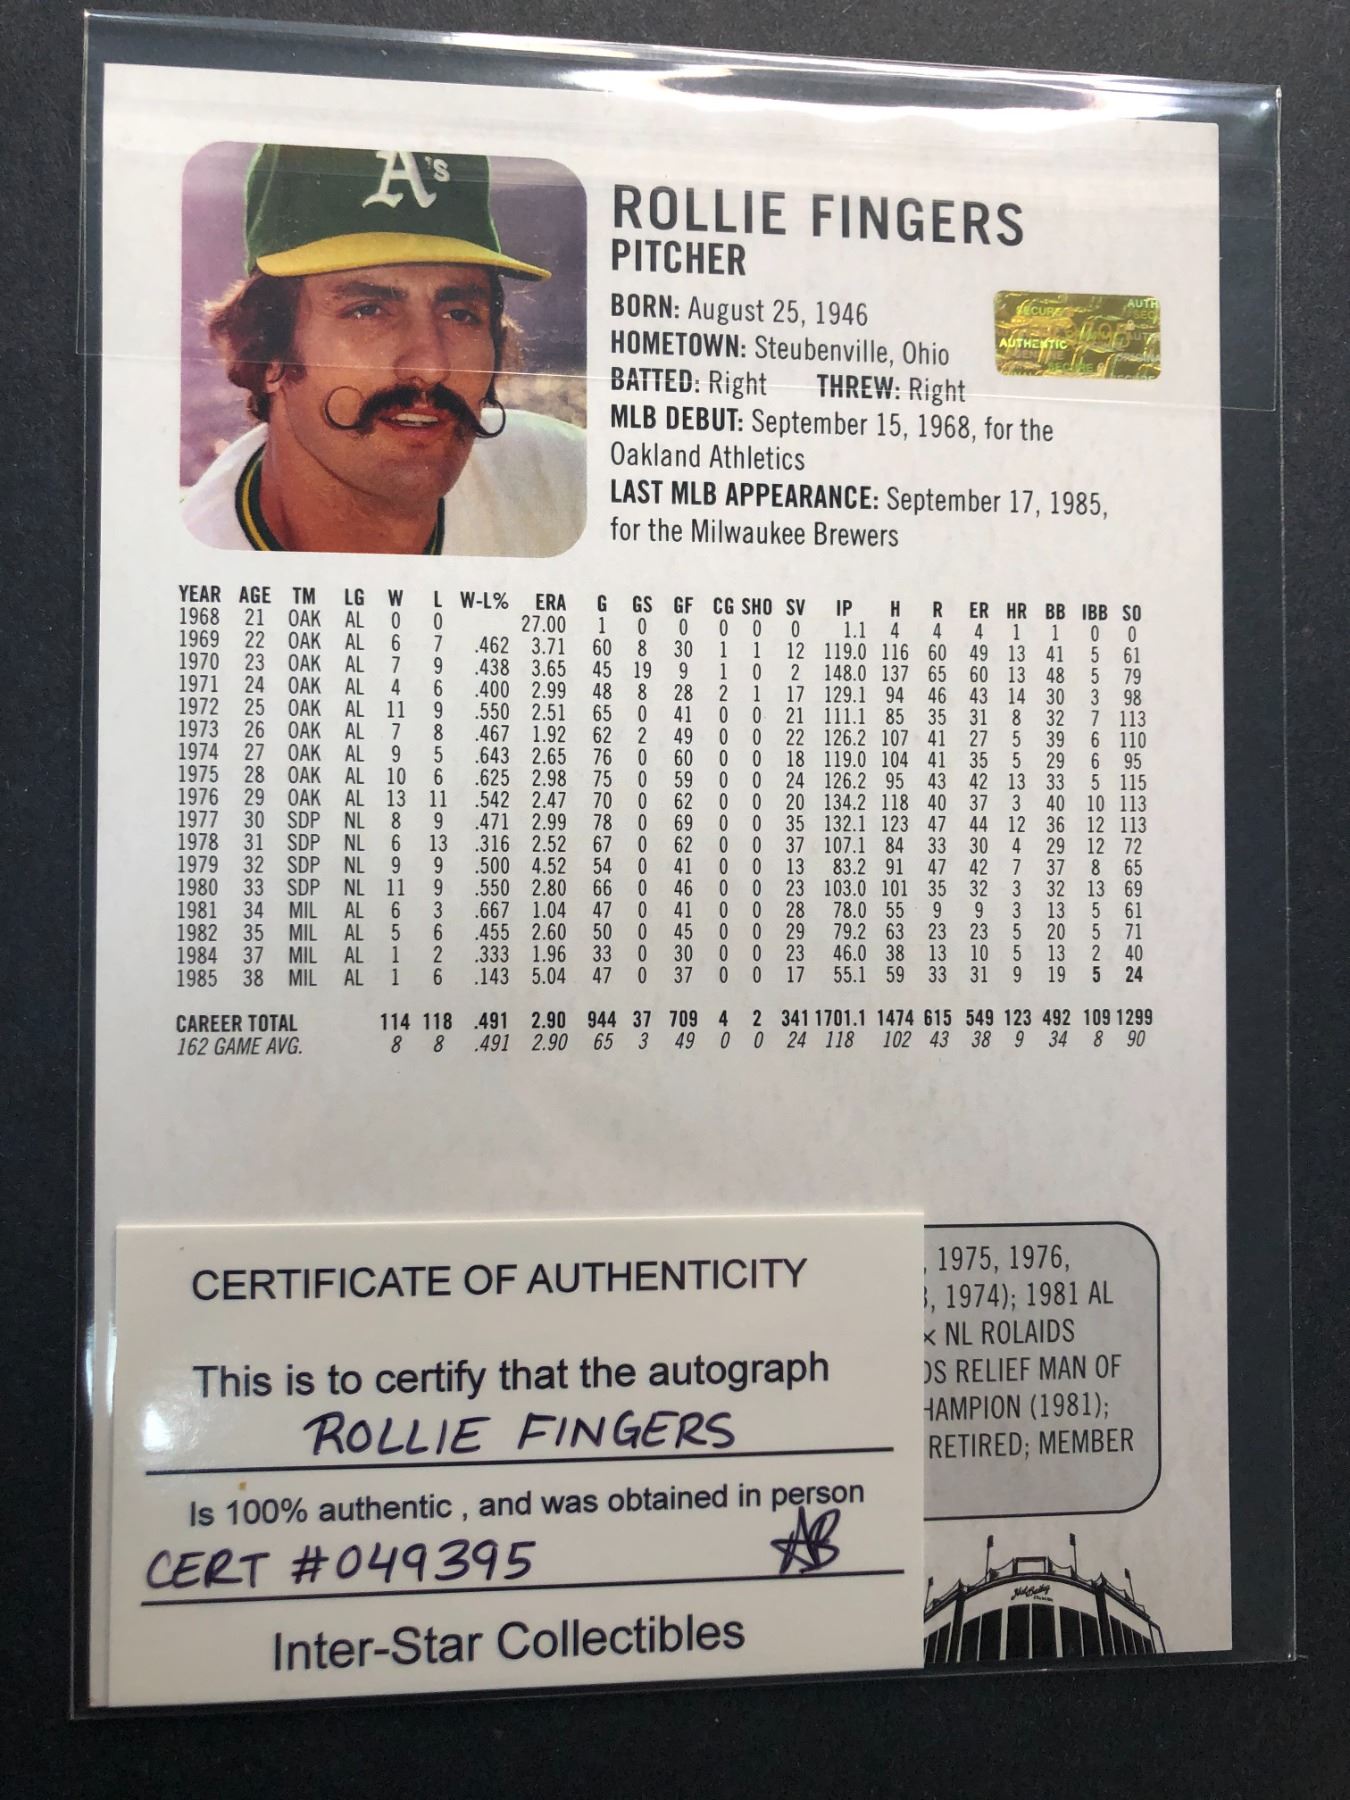 A's
ROLLIE FINGERS
PITCHER
BORN: August 25, 1946
HOMETOWN: Steubenville, Ohio
BATTED: Right THREW: Right
MLB DEBUT: September 15, 1968, for the
Oakland Athletics
LAST MLB APPEARANCE: September 17, 1985,
for the Milwaukee Brewers
SECURE
AUTHENTIC
YEAR AGE TM LG W L W-L% ERA G GS GF CG SHO SV IP H R ER HR BB IBB SO
1968 21 OAK AL 0 0 27.00 1 0 0 0 0 0 1.1 4 4 4 1 1 0 0
1969 22 OAK AL 6 7 .462 3.71 60 8 30 1 1 12 119.0 116 60 49 13 41 5 61
1970 23 OAK AL 7 9 .438 3.65 45 19 9 1 0 2 148.0 137 65 60 13 48 5 79
1971 24 OAK AL 4 6 .400 2.99 48 8 28 2 1 17 129.1 94 46 43 14 30 3 98
1972 25 OAK AL 11 9 .550 2.51 65 0 41 0 0 21 111.1 85 35 31 8 32 7 113
1973 26 OAK AL 7 8 .467 1.92 62 2 49 0 0 22 126.2 107 41 27 5 39 6 110
1974 27 OAK AL 9 5 .643 2.65 76 0 60 0 0 18 119.0 104 41 35 5 29 6 95
1975 28 OAK AL 10 6 .625 2.98 75 0 59 0 0 24 126.2 95 43 42 13 33 5 115
1976 29 OAK AL 13 11 .542 2.47 70 0 62 0 0 20 134.2 118 40 37 3 40 10 113
1977 30 SDP NL 8 9 .471 2.99 78 0 69 0 0 35 132.1 123 47 44 12 36 12 113
1978 31 SDP NL 6 13 .316 2.52 67 0 62 0 0 37 107.1 84 33 30 4 29 12 72
1979 32 SDP NL 9 9 .500 4.52 54 0 41 0 0 13 83.2 91 47 42 7 37 8 65
1980 33 SDP NL 11 9 .550 2.80 66 0 46 0 0 23 103.0 101 35 32 3 32 13 69
1981 34 MIL AL 6 3 .667 1.04 47 0 41 0 0 28 78.0 55 9 9 3 13 5 61
1982 35 MIL AL 5 6 .455 2.60 50 0 45 0 0 29 79.2 63 23 23 5 20 5 71
1984 37 MIL AL 1 2 .333 1.96 33 0 30 0 0 23 46.0 38 13 10 5 13 2 40
1985 38 MIL AL 1 6 .143 5.04 47 0 37 0 0 17 55.1 59 33 31 9 19 5 24
CAREER TOTAL 114 118 .491 2.90 944 37 709 4 2 341 1701.1 1474 615 549 123 492 109 1299
162 GAME AVG. 8 8 .491 2.90 65 3 49 0 0 24 118 102 43 38 9 34 8 90
, 1975, 1976,
, 1974); 1981 AL
x NL ROLAIDS
DS RELIEF MAN OF
HAMPION (1981);
RETIRED; MEMBER
CERTIFICATE OF AUTHENTICITY
This is to certify that the autograph
ROLLIE FINGERS
Is 100% authentic , and was obtained in person
CERT #049395 AB
Inter-Star Collectibles